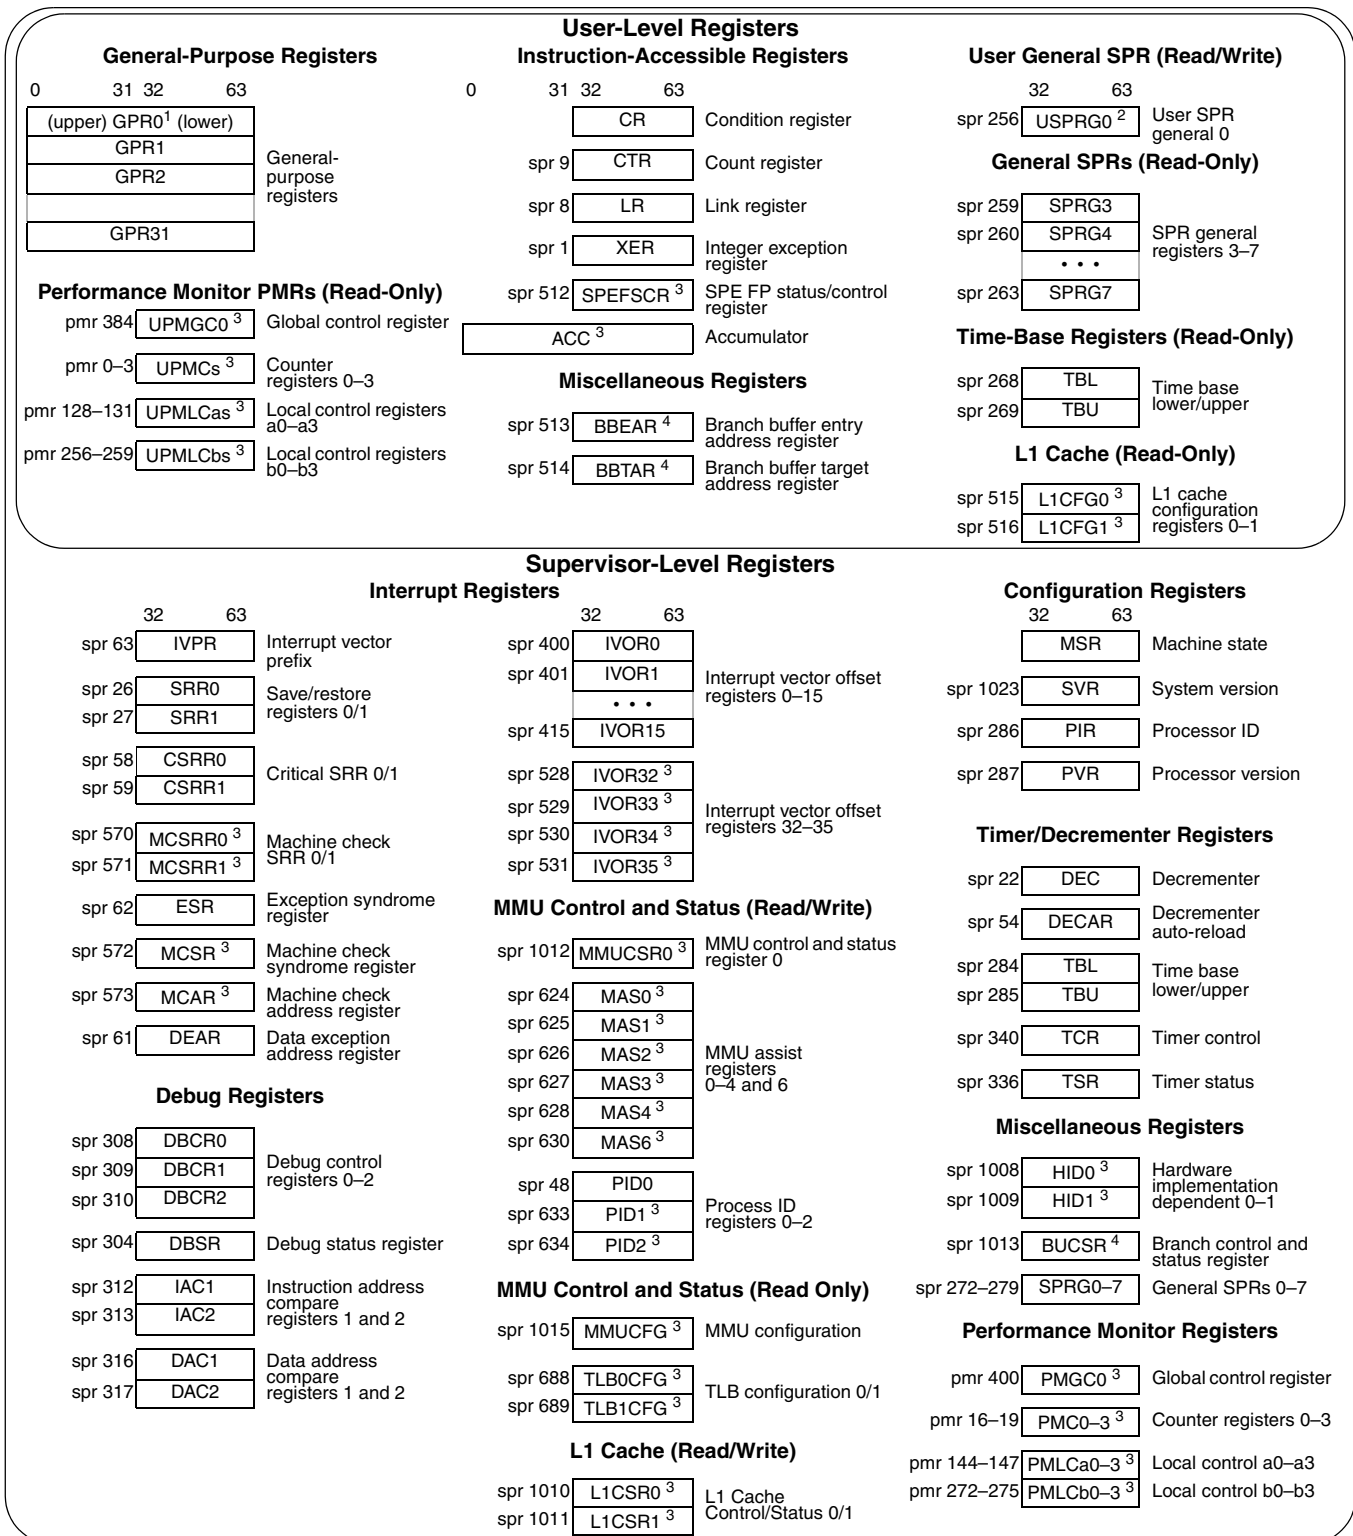 User-Level Registers
General-Purpose Registers
0 31 32 63
(upper) GPR0 1 (lower)
GPR1
GPR2
GPR31
General-
purpose
registers
Performance Monitor PMRs (Read-Only)
pmr 384 UPMGC0 3 Global control register
pmr 0–3 UPMCs 3 Counter
registers 0–3
pmr 128–131 UPMLCas 3 Local control registers
a0–a3
pmr 256–259 UPMLCbs 3 Local control registers
b0–b3
Instruction-Accessible Registers
0 31 32 63
CR Condition register
spr 9 CTR Count register
spr 8 LR Link register
spr 1 XER Integer exception
register
spr 512 SPEFSCR 3 SPE FP status/control
register
ACC 3 Accumulator
Miscellaneous Registers
spr 513 BBEAR 4 Branch buffer entry
address register
spr 514 BBTAR 4 Branch buffer target
address register
User General SPR (Read/Write)
32 63
spr 256 USPRG0 2 User SPR
general 0
General SPRs (Read-Only)
spr 259 SPRG3
spr 260 SPRG4
• • •
spr 263 SPRG7
SPR general
registers 3–7
Time-Base Registers (Read-Only)
spr 268 TBL
spr 269 TBU
Time base
lower/upper
L1 Cache (Read-Only)
spr 515 L1CFG0 3
spr 516 L1CFG1 3
L1 cache
configuration
registers 0–1
Supervisor-Level Registers
Interrupt Registers
32 63
spr 63 IVPR Interrupt vector
prefix
spr 26 SRR0
spr 27 SRR1
Save/restore
registers 0/1
spr 58 CSRR0
spr 59 CSRR1
Critical SRR 0/1
spr 570 MCSRR0 3
spr 571 MCSRR1 3
Machine check
SRR 0/1
spr 62 ESR Exception syndrome
register
spr 572 MCSR 3 Machine check
syndrome register
spr 573 MCAR 3 Machine check
address register
spr 61 DEAR Data exception
address register
Debug Registers
spr 308 DBCR0
spr 309 DBCR1
spr 310 DBCR2
Debug control
registers 0–2
spr 304 DBSR Debug status register
spr 312 IAC1
spr 313 IAC2
Instruction address
compare
registers 1 and 2
spr 316 DAC1
spr 317 DAC2
Data address
compare
registers 1 and 2
32 63
spr 400 IVOR0
spr 401 IVOR1
• • •
spr 415 IVOR15
Interrupt vector offset
registers 0–15
spr 528 IVOR32 3
spr 529 IVOR33 3
spr 530 IVOR34 3
spr 531 IVOR35 3
Interrupt vector offset
registers 32–35
MMU Control and Status (Read/Write)
spr 1012 MMUCSR0 3 MMU control and status
register 0
spr 624 MAS0 3
spr 625 MAS1 3
spr 626 MAS2 3
spr 627 MAS3 3
spr 628 MAS4 3
spr 630 MAS6 3
MMU assist
registers
0–4 and 6
spr 48 PID0
spr 633 PID1 3
spr 634 PID2 3
Process ID
registers 0–2
MMU Control and Status (Read Only)
spr 1015 MMUCFG 3 MMU configuration
spr 688 TLB0CFG 3
spr 689 TLB1CFG 3
TLB configuration 0/1
L1 Cache (Read/Write)
spr 1010 L1CSR0 3
spr 1011 L1CSR1 3
L1 Cache
Control/Status 0/1
Configuration Registers
32 63
MSR Machine state
spr 1023 SVR System version
spr 286 PIR Processor ID
spr 287 PVR Processor version
Timer/Decrementer Registers
spr 22 DEC Decrementer
spr 54 DECAR Decrementer
auto-reload
spr 284 TBL
spr 285 TBU
Time base
lower/upper
spr 340 TCR Timer control
spr 336 TSR Timer status
Miscellaneous Registers
spr 1008 HID0 3
spr 1009 HID1 3
Hardware
implementation
dependent 0–1
spr 1013 BUCSR 4 Branch control and
status register
spr 272–279 SPRG0–7 General SPRs 0–7
Performance Monitor Registers
pmr 400 PMGC0 3 Global control register
pmr 16–19 PMC0–3 3 Counter registers 0–3
pmr 144–147 PMLCa0–3 3 Local control a0–a3
pmr 272–275 PMLCb0–3 3 Local control b0–b3